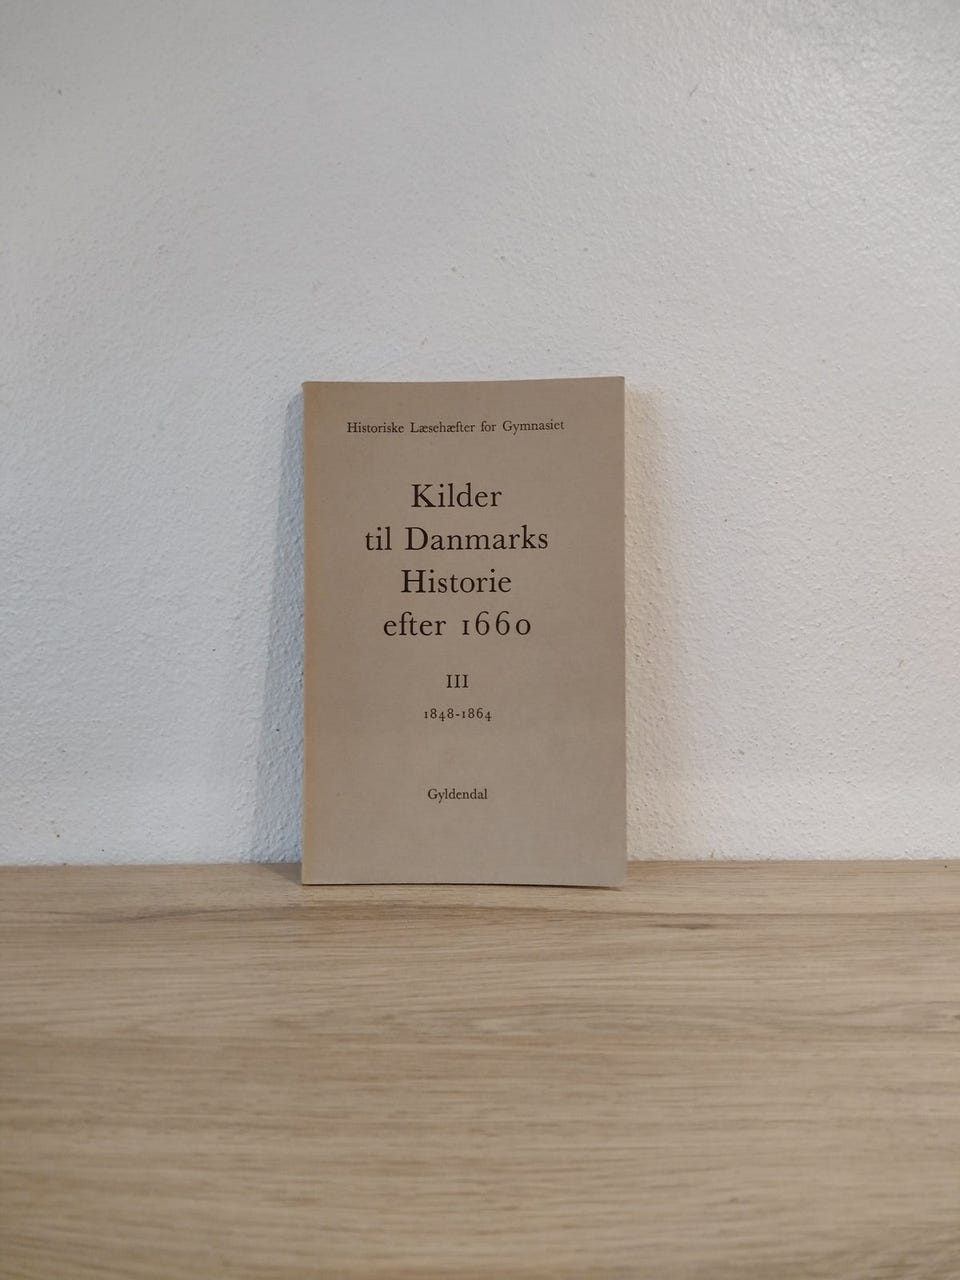 Historiske Læsehæfter for Gymnasiet
Kilder
til Danmarks
Historie
efter 1660
III
1848-1864
Gyldendal